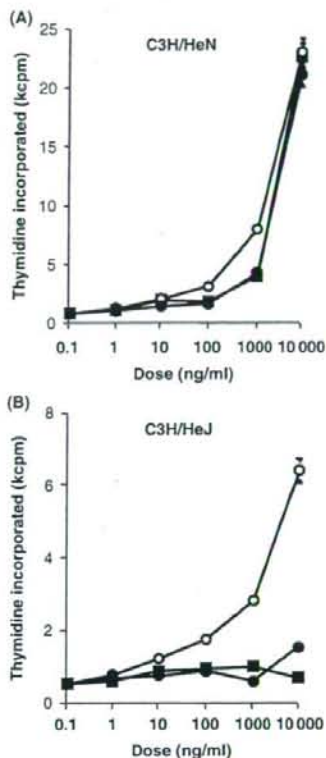 (A)
C3H/HeN
Thymidine incorporated (kcpm)
25
20
15
10
5
0
0.1 1 10 100 1000 10 000
Dose (ng/ml)
(B)
C3H/HeJ
Thymidine incorporated (kcpm)
8
6
4
2
0
0.1 1 10 100 1000 10 000
Dose (ng/ml)